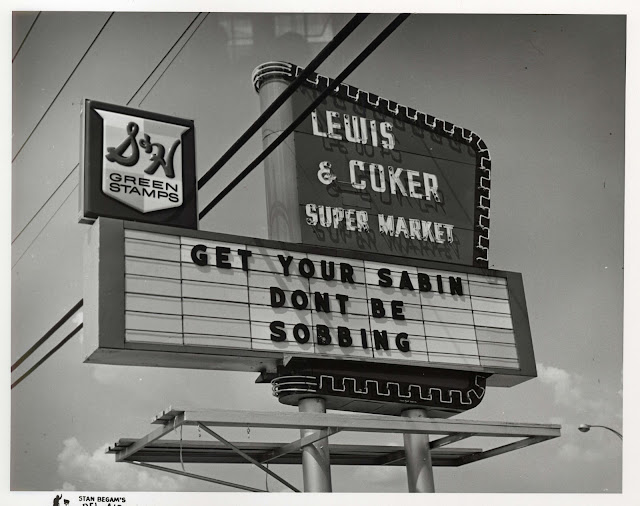 S&H
GREEN
STAMPS
LEWIS
& COKER
SUPER MARKET
GET YOUR SABIN
DONT BE
SOBBING
STAN BEGAM'S